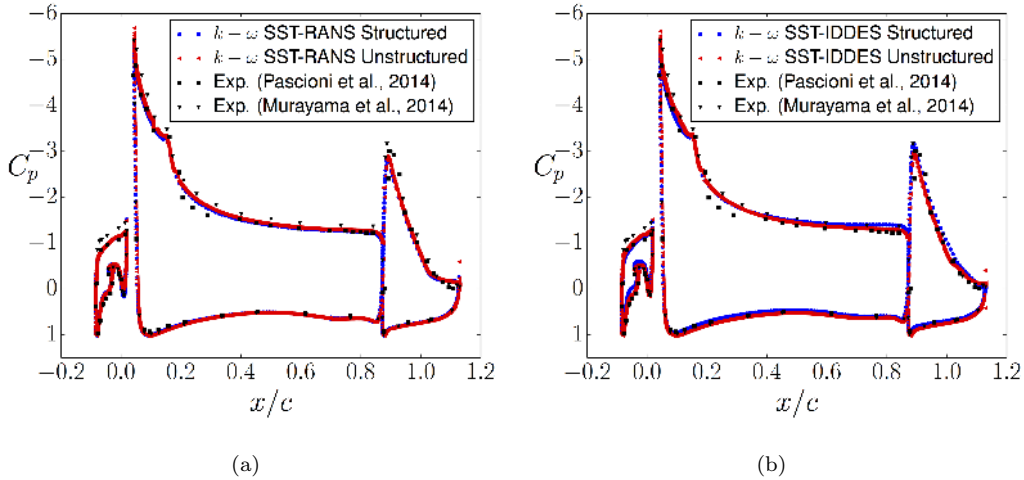 −6
−5
−4
−3
−2
−1
0
1
C_p
k − ω SST-RANS Structured
k − ω SST-RANS Unstructured
Exp. (Pascioni et al., 2014)
Exp. (Murayama et al., 2014)
−0.2 0.0 0.2 0.4 0.6 0.8 1.0 1.2
x/c
(a)
−6
−5
−4
−3
−2
−1
0
1
C_p
k − ω SST-IDDES Structured
k − ω SST-IDDES Unstructured
Exp. (Pascioni et al., 2014)
Exp. (Murayama et al., 2014)
−0.2 0.0 0.2 0.4 0.6 0.8 1.0 1.2
x/c
(b)